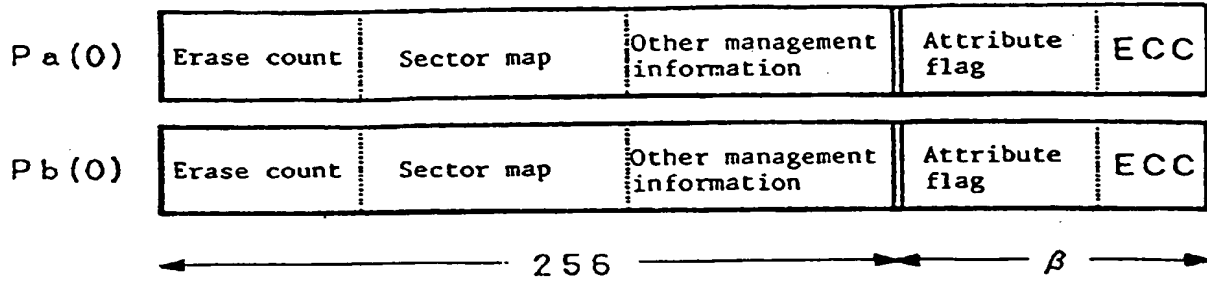 Pa(0) Erase count Sector map Other management information Attribute flag ECC
Pb(0) Erase count Sector map Other management information Attribute flag ECC
256 β